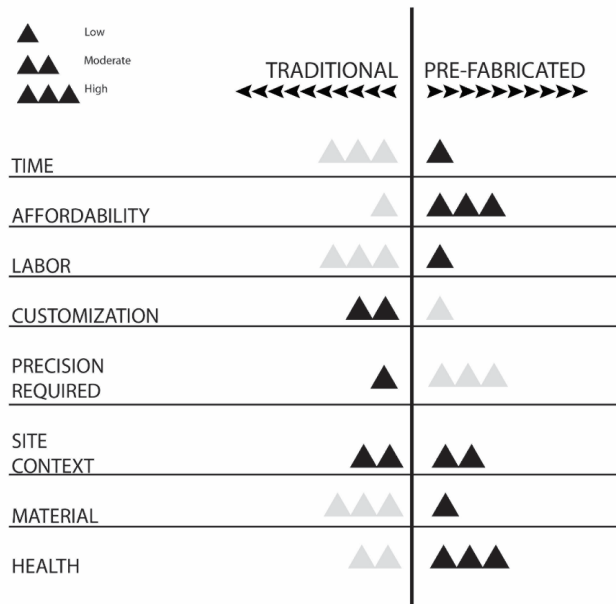 Low
Moderate
High
TRADITIONAL
PRE-FABRICATED
TIME
AFFORDABILITY
LABOR
CUSTOMIZATION
PRECISION
REQUIRED
SITE
CONTEXT
MATERIAL
HEALTH